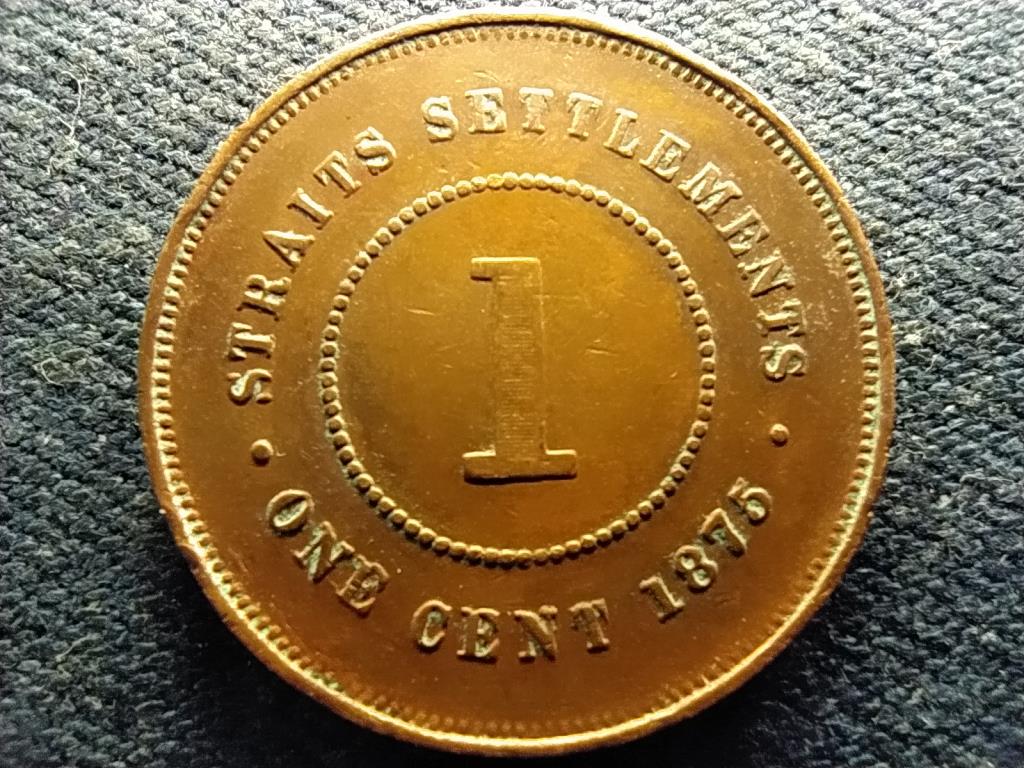 STRAITS SETTLEMENTS
1
· ONE CENT 1875 ·